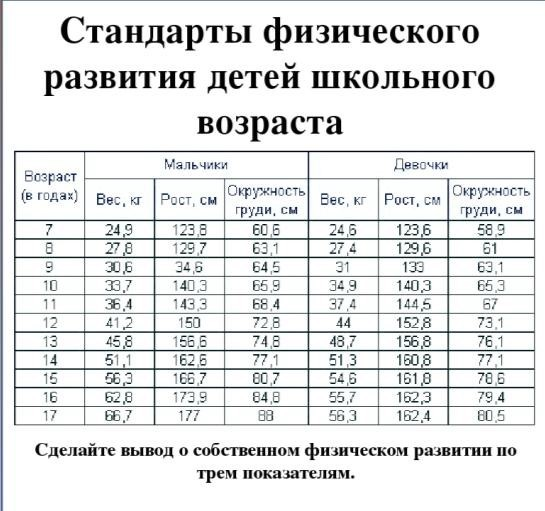 Стандарты физического
развития детей школьного
возраста
Возраст (в годах) Мальчики Девочки
Вес, кг Рост, см Окружность груди, см Вес, кг Рост, см Окружность груди, см
7 24,9 123,8 60,6 24,6 123,6 58,9
8 27,8 129,7 63,1 27,4 129,6 61
9 30,6 34,6 64,5 31 133 63,1
10 33,7 140,3 65,9 34,9 140,3 65,3
11 36,4 143,3 68,4 37,4 144,5 67
12 41,2 150 72,8 44 152,8 73,1
13 45,8 156,6 74,8 48,7 156,8 76,1
14 51,1 162,6 77,1 51,3 160,8 77,1
15 56,3 166,7 80,7 54,6 161,8 78,6
16 62,8 173,9 84,8 55,7 162,3 79,4
17 66,7 177 88 56,3 162,4 80,5
Сделайте вывод о собственном физическом развитии по
трем показателям.